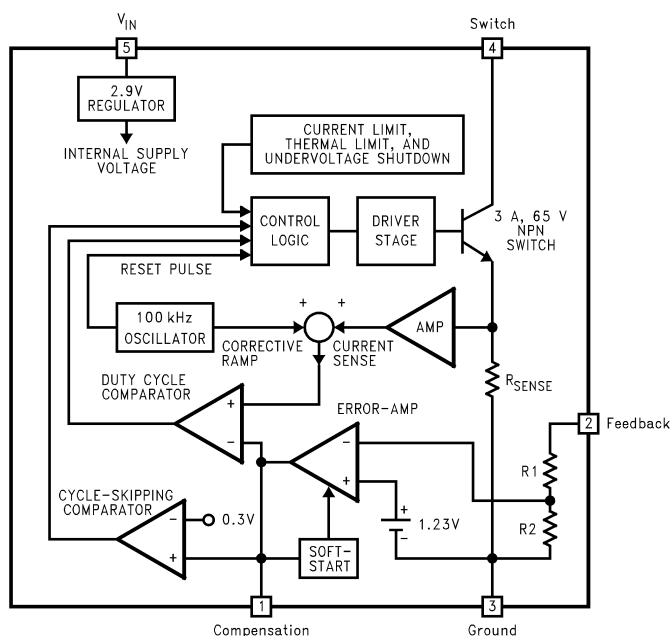 V_IN
Switch
5
4
2.9V
REGULATOR
INTERNAL SUPPLY
VOLTAGE
CURRENT LIMIT,
THERMAL LIMIT, AND
UNDERVOLTAGE SHUTDOWN
CONTROL
LOGIC
DRIVER
STAGE
3 A, 65 V
NPN
SWITCH
RESET PULSE
100 kHz
OSCILLATOR
+
+
CORRECTIVE
RAMP
CURRENT
SENSE
AMP
R_SENSE
DUTY CYCLE
COMPARATOR
+
−
ERROR-AMP
−
+
2
Feedback
R1
R2
CYCLE-SKIPPING
COMPARATOR
−
+
0.3V
SOFT-
START
+
−
1.23V
1
3
Compensation
Ground